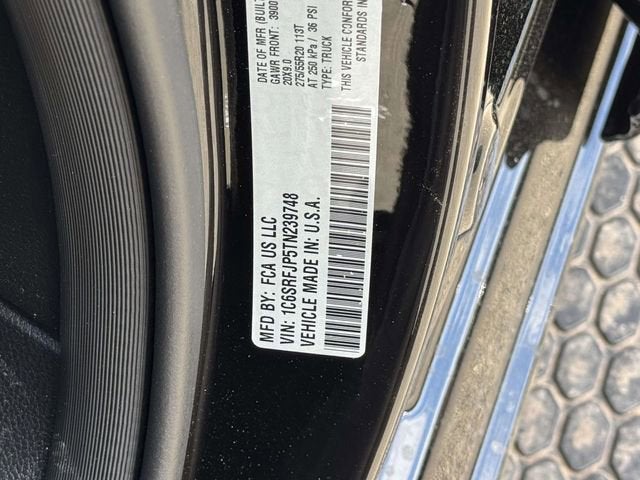 MFD BY: FCA US LLC
VIN: 1C6SRFJP5TN239748
VEHICLE MADE IN: U.S.A.
DATE OF MFR (BUILT
GAWR FRONT: 3900
20X9.0
275/55R20 113T
AT 250 kPa / 36 PSI
TYPE: TRUCK
THIS VEHICLE CONFOR
STANDARDS IN